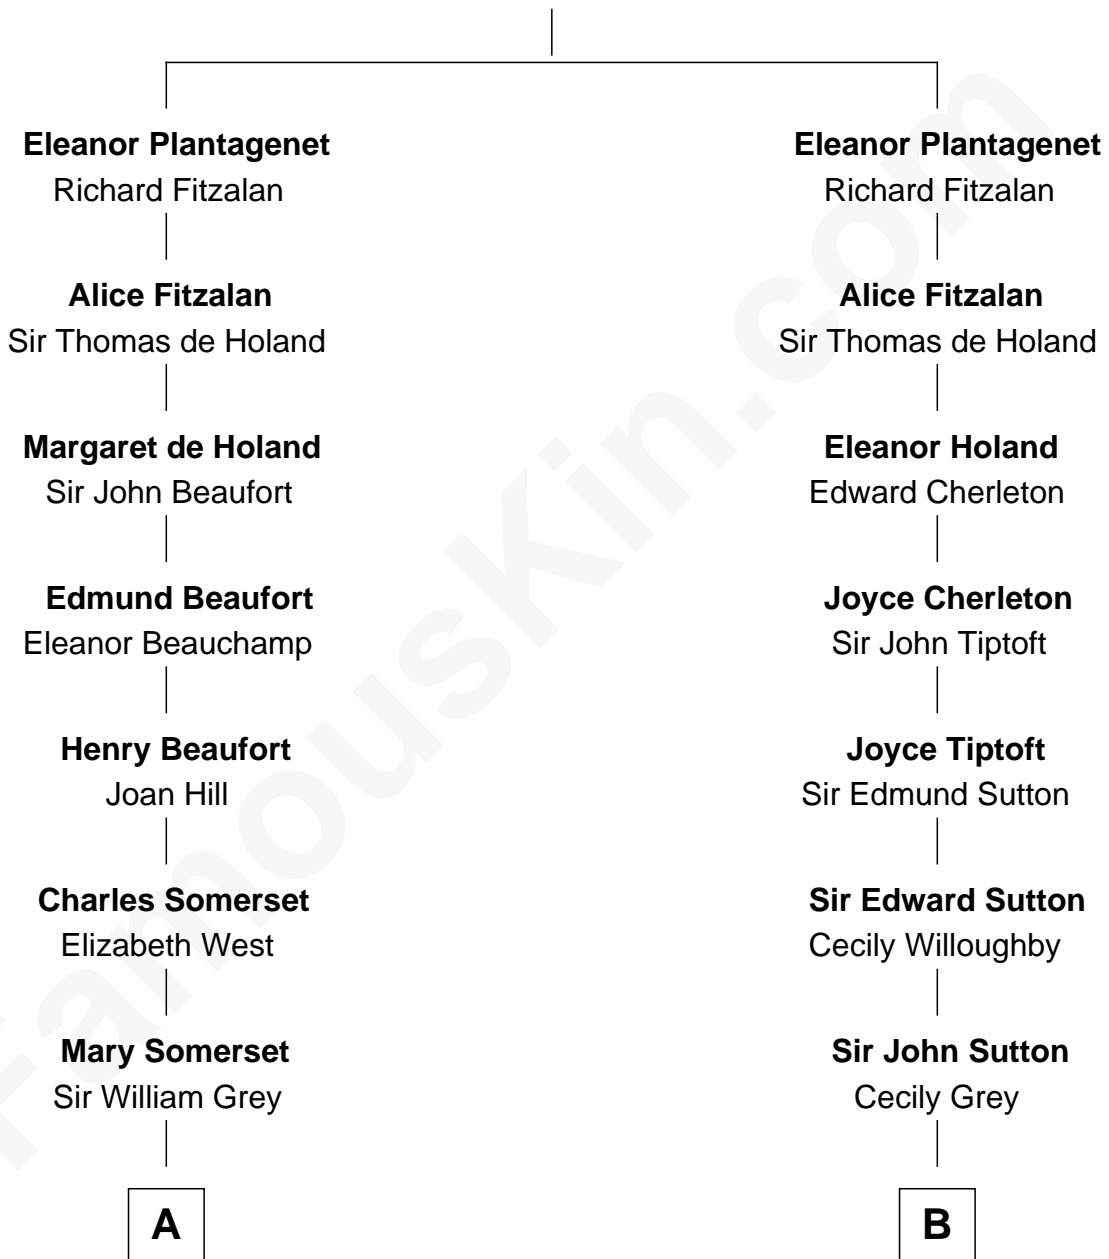 Eleanor Plantagenet
Richard Fitzalan
Alice Fitzalan
Sir Thomas de Holand
Margaret de Holand
Sir John Beaufort
Edmund Beaufort
Eleanor Beauchamp
Henry Beaufort
Joan Hill
Charles Somerset
Elizabeth West
Mary Somerset
Sir William Grey
A
Eleanor Plantagenet
Richard Fitzalan
Alice Fitzalan
Sir Thomas de Holand
Eleanor Holand
Edward Cherleton
Joyce Cherleton
Sir John Tiptoft
Joyce Tiptoft
Sir Edmund Sutton
Sir Edward Sutton
Cecily Willoughby
Sir John Sutton
Cecily Grey
B
FamousKin.com